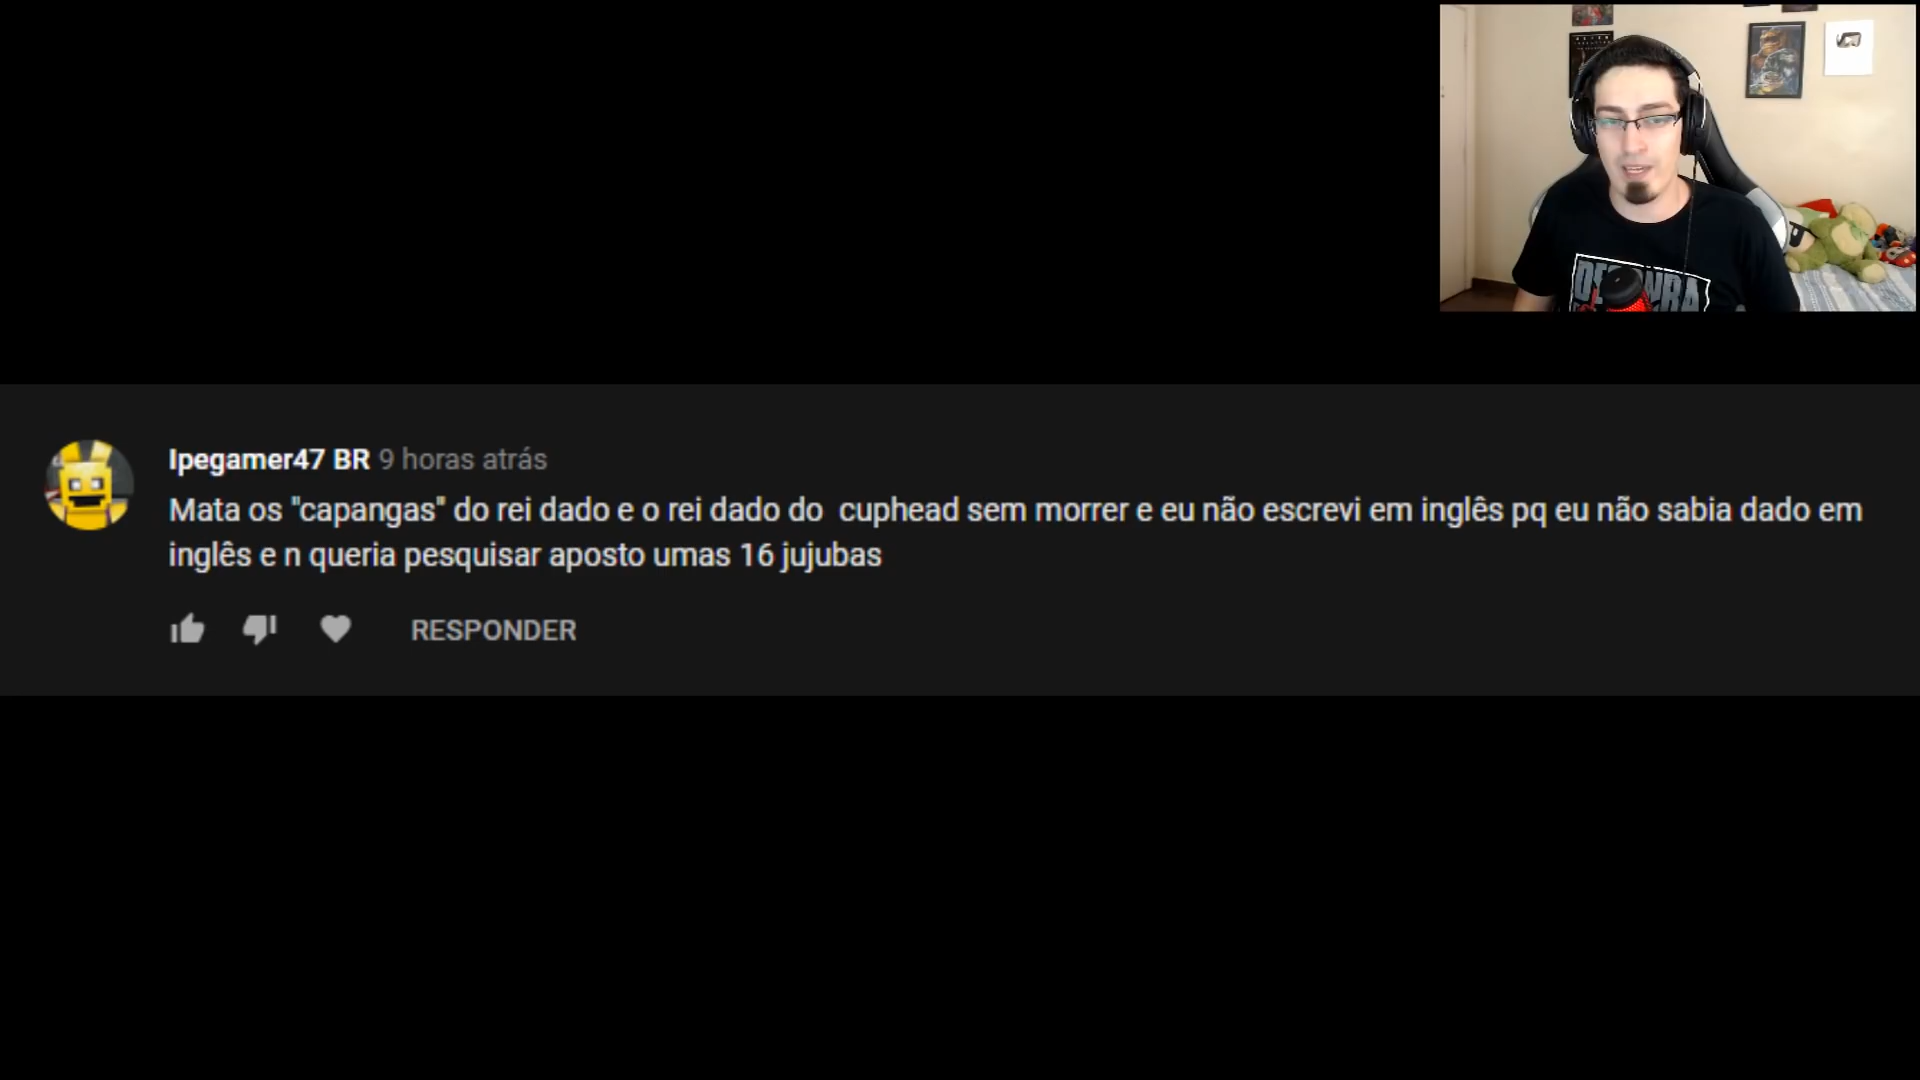 Ipegamer47 BR 9 horas atrás
Mata os "capangas" do rei dado e o rei dado do cuphead sem morrer e eu não escrevi em inglês pq eu não sabia dado em
inglês e n queria pesquisar aposto umas 16 jujubas
RESPONDER